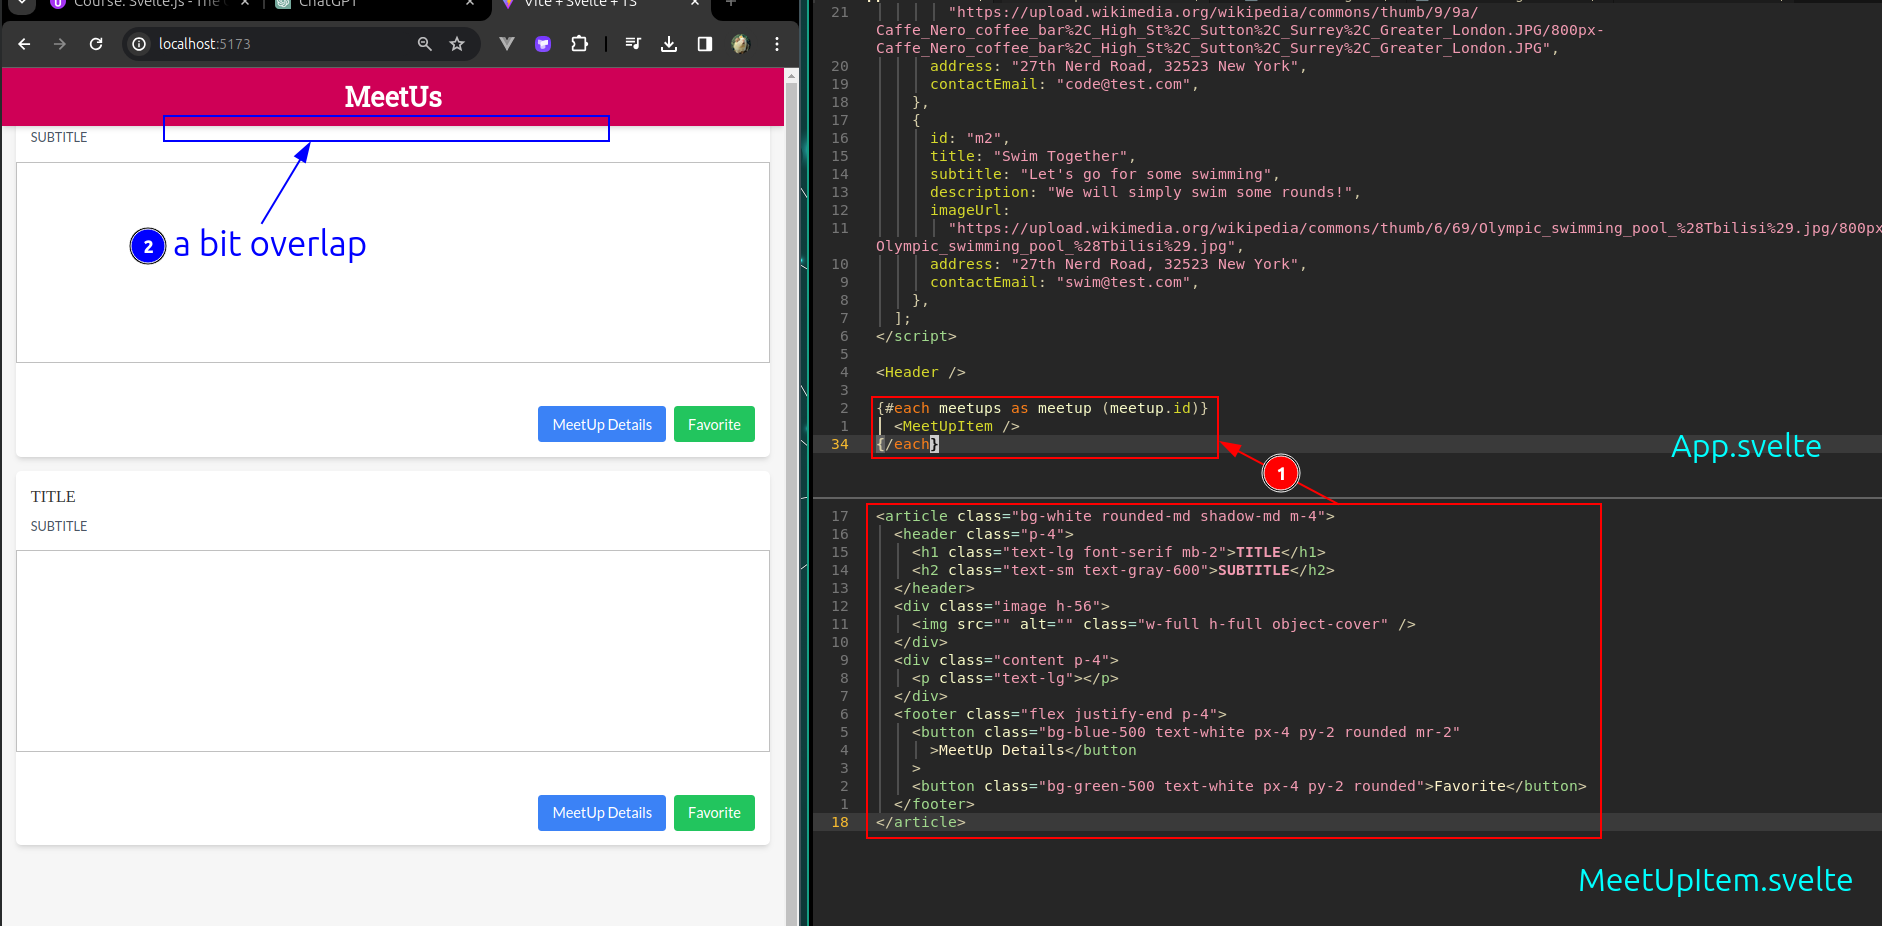 Course: Svelte.js - The
ChatGPT
Vite + Svelte + TS
localhost:5173
MeetUs
SUBTITLE
2 a bit overlap
MeetUp Details
Favorite
TITLE
SUBTITLE
MeetUp Details
Favorite
21 "https://upload.wikimedia.org/wikipedia/commons/thumb/9/9a/
Caffe_Nero_coffee_bar%2C_High_St%2C_Sutton%2C_Surrey%2C_Greater_London.JPG/800px-
Caffe_Nero_coffee_bar%2C_High_St%2C_Sutton%2C_Surrey%2C_Greater_London.JPG",
20 address: "27th Nerd Road, 32523 New York",
19 contactEmail: "code@test.com",
18 },
17 {
16 id: "m2",
15 title: "Swim Together",
14 subtitle: "Let's go for some swimming",
13 description: "We will simply swim some rounds!",
12 imageUrl:
11 "https://upload.wikimedia.org/wikipedia/commons/thumb/6/69/Olympic_swimming_pool_%28Tbilisi%29.jpg/800px
Olympic_swimming_pool_%28Tbilisi%29.jpg",
10 address: "27th Nerd Road, 32523 New York",
9 contactEmail: "swim@test.com",
8 },
7 ];
6 </script>
5
4 <Header />
3
2 {#each meetups as meetup (meetup.id)}
1 <MeetUpItem />
34 {/each}
App.svelte
1
17 <article class="bg-white rounded-md shadow-md m-4">
16 <header class="p-4">
15 <h1 class="text-lg font-serif mb-2">TITLE</h1>
14 <h2 class="text-sm text-gray-600">SUBTITLE</h2>
13 </header>
12 <div class="image h-56">
11 <img src="" alt="" class="w-full h-full object-cover" />
10 </div>
9 <div class="content p-4">
8 <p class="text-lg"></p>
7 </div>
6 <footer class="flex justify-end p-4">
5 <button class="bg-blue-500 text-white px-4 py-2 rounded mr-2"
4 >MeetUp Details</button
3 >
2 <button class="bg-green-500 text-white px-4 py-2 rounded">Favorite</button>
1 </footer>
18 </article>
MeetUpItem.svelte